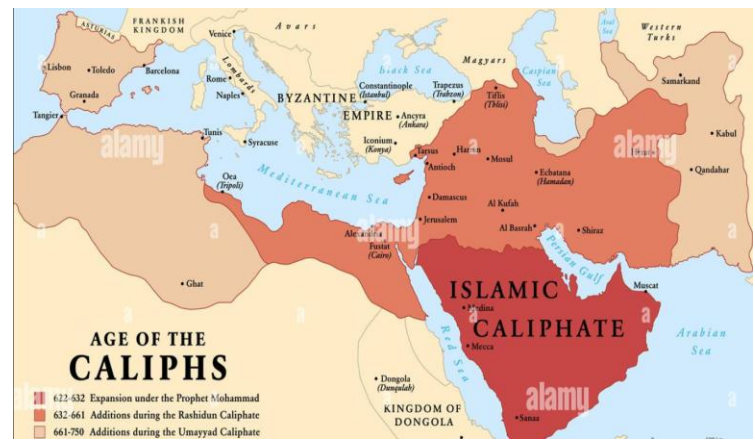 ASTURIAS
FRANKISH
KINGDOM
Avars
Venice
Lombards
Magyars
Western
Turks
Aral
Sea
Lisbon
Toledo
Barcelona
Granada
Tangier
Rome
Naples
Black Sea
Constantinople
(Istanbul)
Trapezus
(Trabzon)
Tiflis
(Tblisi)
Caspian
Sea
Samarkand
BYZANTINE
EMPIRE
Ancyra
(Ankara)
Iconium
(Konya)
Kabul
Qandahar
Herat
Tunis
Syracuse
Tarsus
Antioch
Harran
Mosul
Ecbatana
(Hamadan)
Oea
(Tripoli)
Mediterranean Sea
Damascus
Jerusalem
Al Kufah
Al Basrah
Shiraz
Alexandria
Fustat
(Cairo)
Persian Gulf
Ghat
ISLAMIC
CALIPHATE
Medina
Mecca
Muscat
Red Sea
Arabian
Sea
Sanaa
Dongola
(Dunqulah)
KINGDOM OF
DONGOLA
AGE OF THE
CALIPHS
622-632 Expansion under the Prophet Mohammad
632-661 Additions during the Rashidun Caliphate
661-750 Additions during the Umayyad Caliphate
alamy
alamy
alamy
alamy
alamy
a
a
a
a